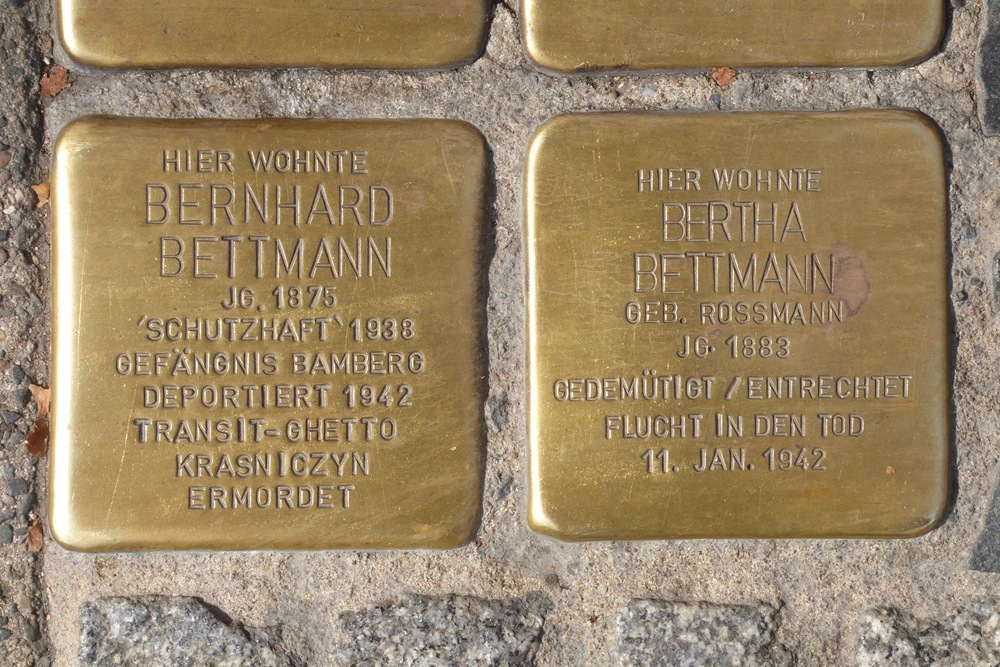 HIER WOHNTE
BERNHARD
BETTMANN
JG. 1875
'SCHUTZHAFT' 1938
GEFÄNGNIS BAMBERG
DEPORTIERT 1942
TRANSIT-GHETTO
KRASNICZYN
ERMORDET
HIER WOHNTE
BERTHA
BETTMANN
GEB. ROSSMANN
JG. 1883
GEDEMÜTIGT / ENTRECHTET
FLUCHT IN DEN TOD
11. JAN. 1942